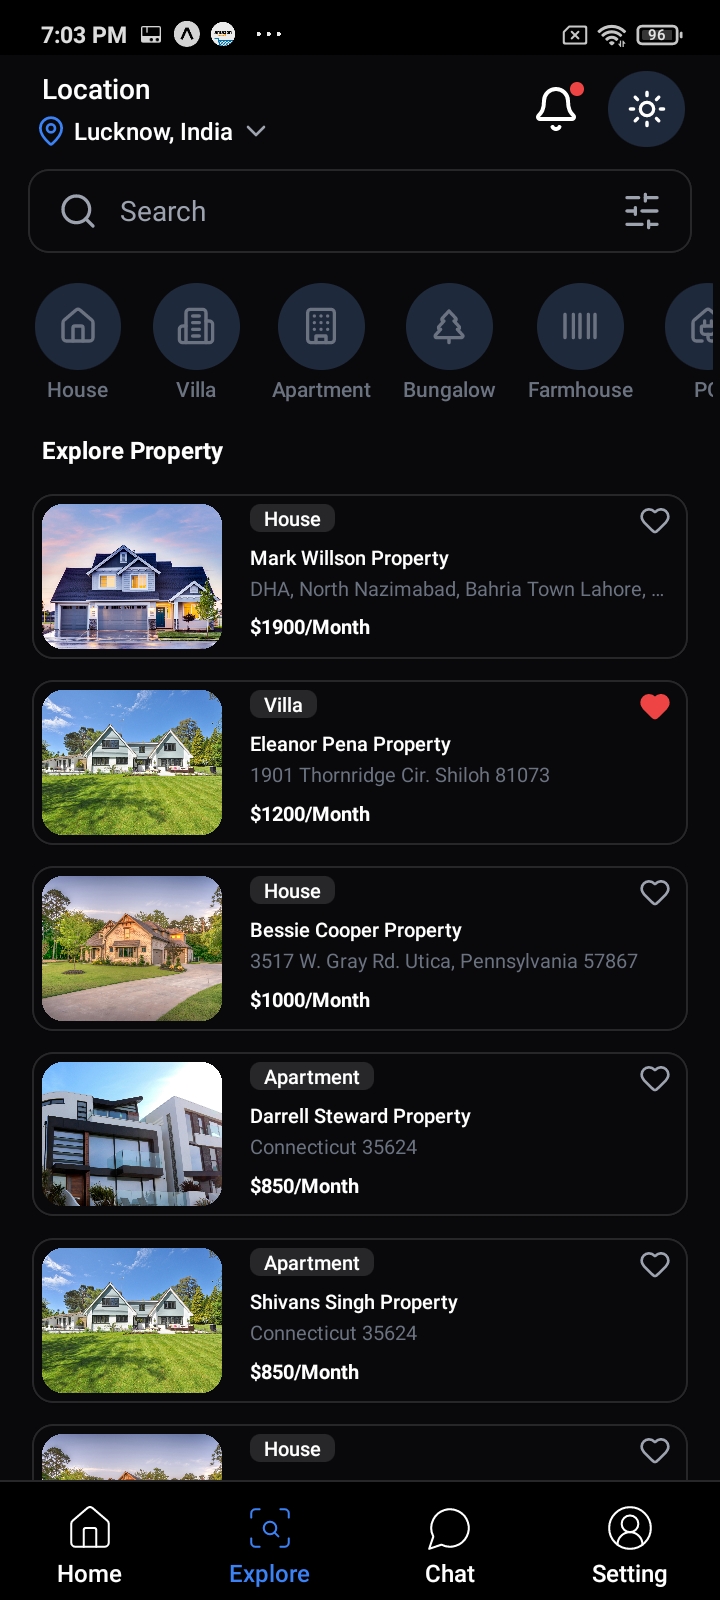 7:03 PM
96
Location
Lucknow, India
Search
House
Villa
Apartment
Bungalow
Farmhouse
Explore Property
House
Mark Willson Property
DHA, North Nazimabad, Bahria Town Lahore, ...
$1900/Month
Villa
Eleanor Pena Property
1901 Thornridge Cir. Shiloh 81073
$1200/Month
House
Bessie Cooper Property
3517 W. Gray Rd. Utica, Pennsylvania 57867
$1000/Month
Apartment
Darrell Steward Property
Connecticut 35624
$850/Month
Apartment
Shivans Singh Property
Connecticut 35624
$850/Month
House
Home
Explore
Chat
Setting